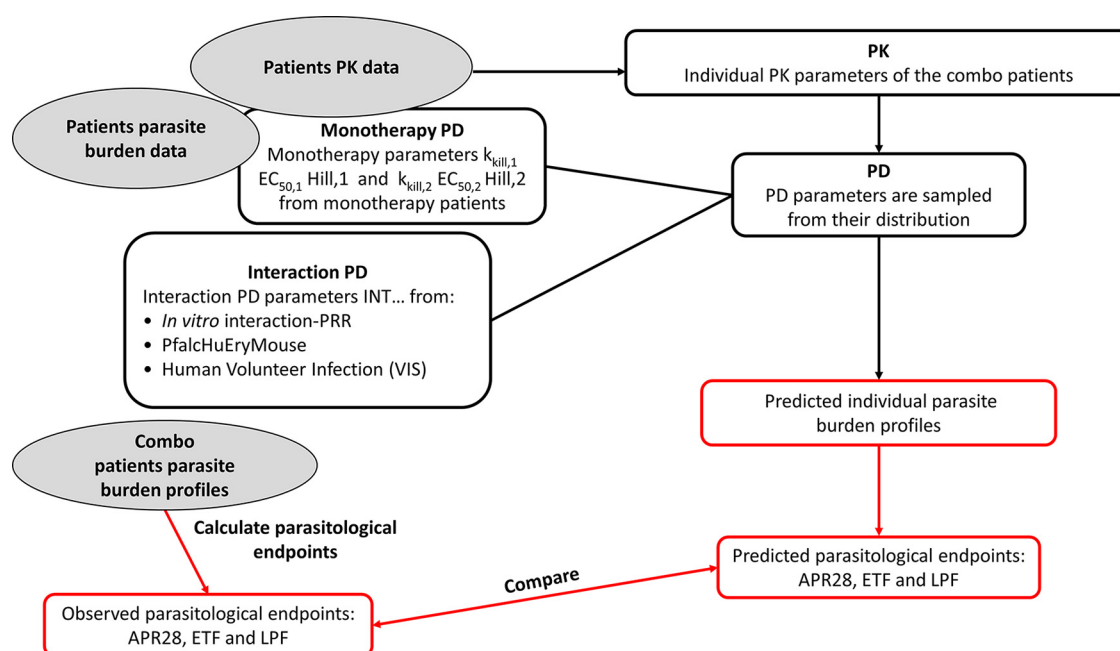 Patients PK data
PK
Individual PK parameters of the combo patients
Patients parasite
burden data
Monotherapy PD
Monotherapy parameters kkill,1
EC50,1 Hill,1 and kkill,2 EC50,2 Hill,2
from monotherapy patients
PD
PD parameters are sampled
from their distribution
Interaction PD
Interaction PD parameters INT... from:
• In vitro interaction-PRR
• PfalcHuEryMouse
• Human Volunteer Infection (VIS)
Predicted individual parasite
burden profiles
Combo
patients parasite
burden profiles
Calculate parasitological
endpoints
Predicted parasitological endpoints:
APR28, ETF and LPF
Compare
Observed parasitological endpoints:
APR28, ETF and LPF